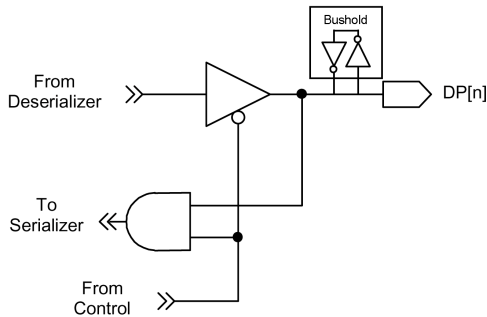 Bushold
From
Deserializer
DP[n]
To
Serializer
From
Control